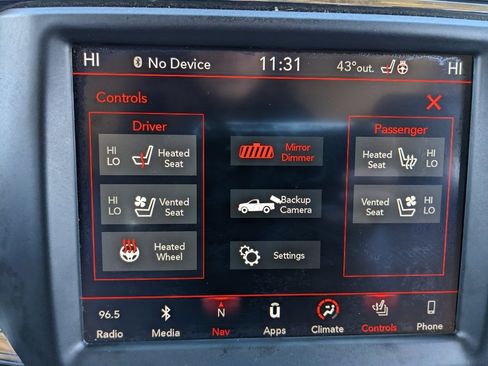 HI No Device 11:31 43°out. HI
Controls
Driver
HI LO Heated Seat
HI LO Vented Seat
Heated Wheel
Mirror Dimmer
Backup Camera
Settings
Passenger
Heated Seat HI LO
Vented Seat HI LO
96.5 N
Radio Media Nav Apps Climate Controls Phone